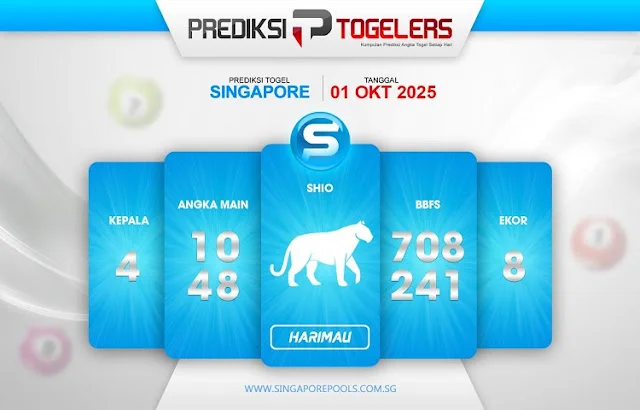 PREDIKSI TP TOGELERS
Kumpulan Prediksi Angka Togel Setiap Hari
PREDIKSI TOGEL
SINGAPORE
TANGGAL
01 OKT 2025
S
KEPALA
4
ANGKA MAIN
10
48
SHIO
HARIMAU
BBFS
708
241
EKOR
8
WWW.SINGAPOREPOOLS.COM.SG